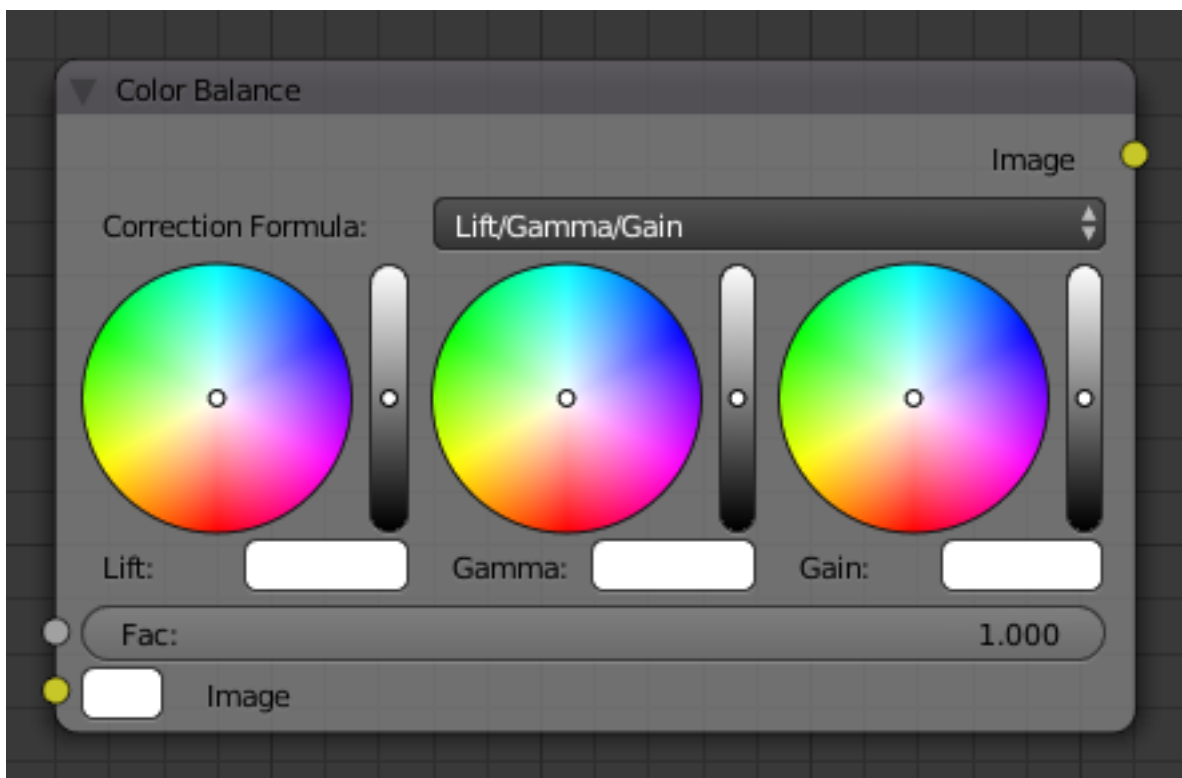 Color Balance
Image
Correction Formula: Lift/Gamma/Gain
Lift: Gamma: Gain:
Fac: 1.000
Image